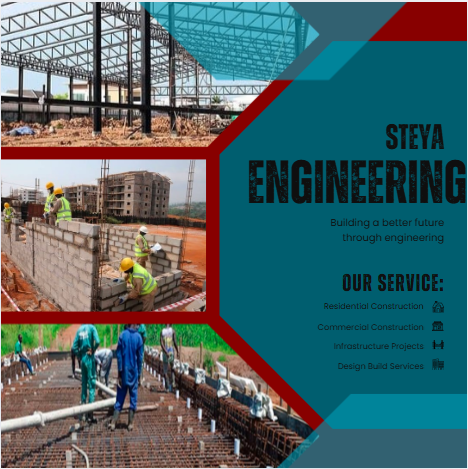 STEYA
ENGINEERING
Building a better future
through engineering
OUR SERVICE:
Residential Construction
Commercial Construction
Infrastructure Projects
Design Build Services